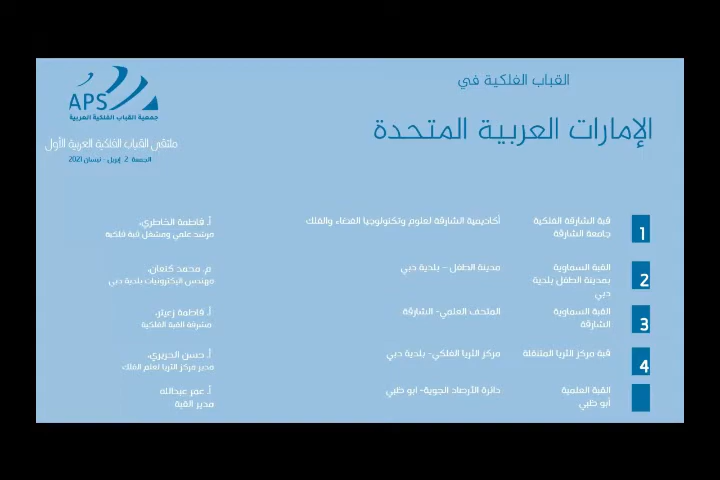 القباب الفلكية في
الإمارات العربية المتحدة
APS
جمعية القباب الفلكية العربية
ملتقى القباب الفلكية العربية الأول
الجمعة 2 إبريل - نيسان 2021
1
قبة الشارقة الفلكية
جامعة الشارقة
أكاديمية الشارقة لعلوم وتكنولوجيا الفضاء والفلك
أ. فاطمة الخاطري،
مرشد علمي ومشغل قبة فلكية
2
القبة السماوية
بمدينة الطفل بلدية
دبي
مدينة الطفل – بلدية دبي
م. محمد كنعان،
مهندس اليكترونيات بلدية دبي
3
القبة السماوية
الشارقة
المتحف العلمي- الشارقة
أ. فاطمة زعيتر،
مشرفة القبة الفلكية
4
قبة مركز الثريا المتنقلة
مركز الثريا الفلكي- بلدية دبي
أ. حسن الحريري،
مدير مركز الثريا لعلم الفلك
القبة العلمية
أبو ظبي
دائرة الأرصاد الجوية- ابو ظبي
أ. عمر عبدالله
مدير القبة